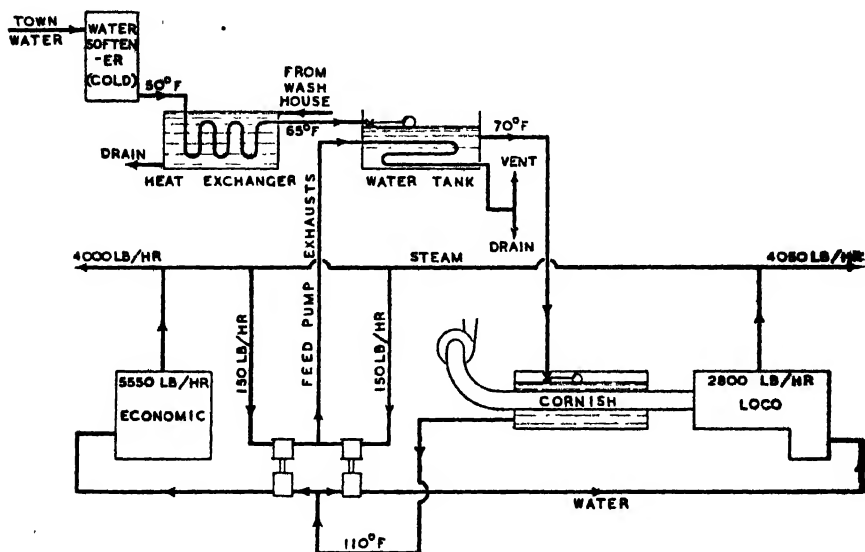 TOWN
WATER
WATER
SOFTEN
-ER
(COLD)
50°F
FROM
WASH
HOUSE
65°F
70°F
DRAIN
HEAT EXCHANGER
WATER TANK
VENT
DRAIN
FEED PUMP EXHAUSTS
4000 LB/HR
STEAM
4050 LB/HR
150 LB/HR
150 LB/HR
5550 LB/HR
ECONOMIC
CORNISH
2800 LB/HR
LOCO
WATER
110°F